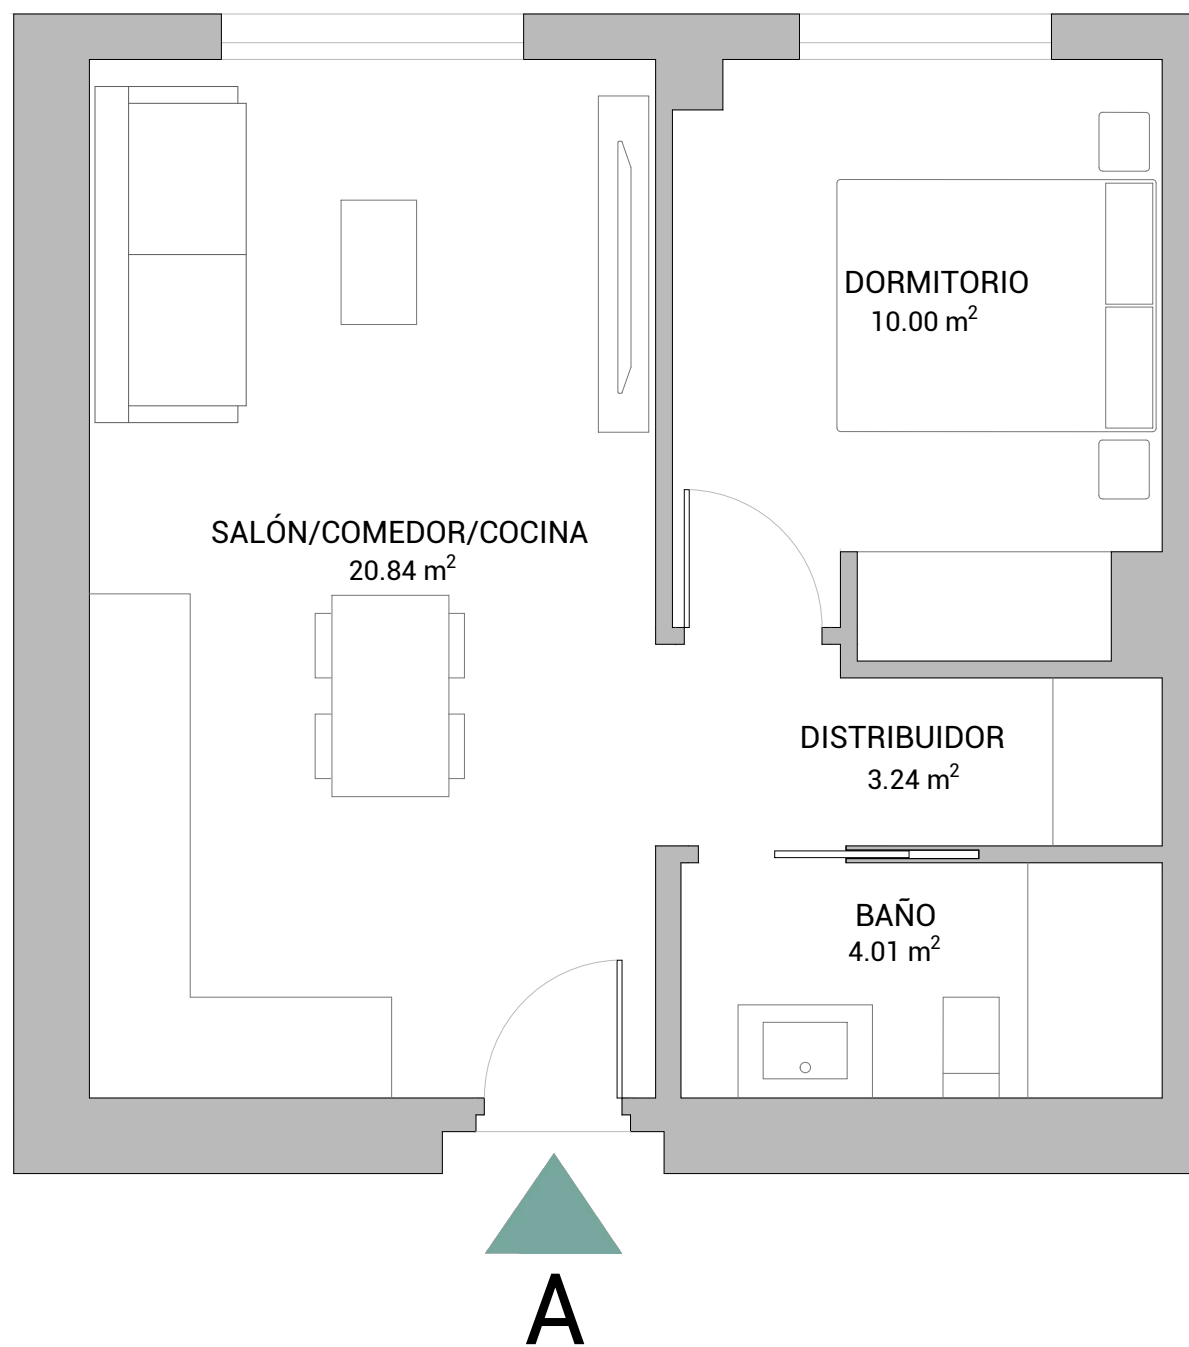 DORMITORIO
10.00 m²
SALÓN/COMEDOR/COCINA
20.84 m²
DISTRIBUIDOR
3.24 m²
BAÑO
4.01 m²
A